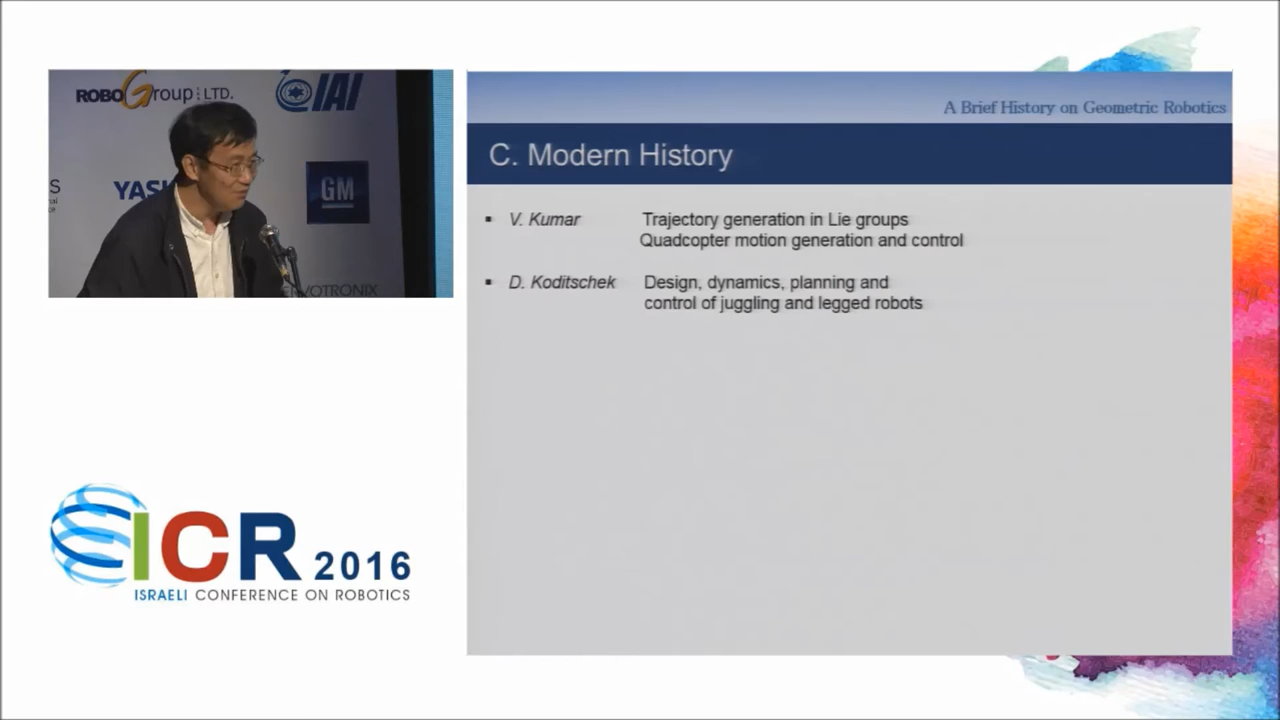 ROBOGroup LTD.
IAI
YASK
GM
A Brief History on Geometric Robotics
C. Modern History
▪ V. Kumar Trajectory generation in Lie groups
Quadcopter motion generation and control
▪ D. Koditschek Design, dynamics, planning and
control of juggling and legged robots
ICR 2016
ISRAELI CONFERENCE ON ROBOTICS